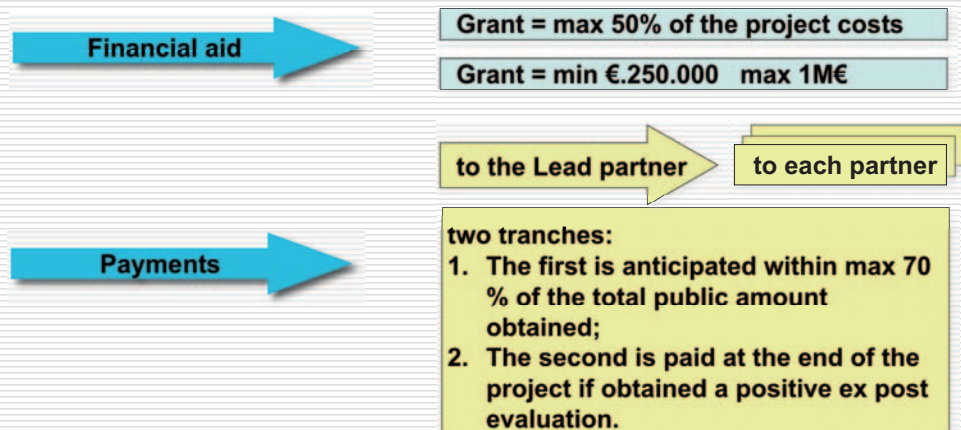 Financial aid
Grant = max 50% of the project costs
Grant = min €.250.000 max 1M€
to the Lead partner
to each partner
Payments
two tranches:
1. The first is anticipated within max 70
% of the total public amount
obtained;
2. The second is paid at the end of the
project if obtained a positive ex post
evaluation.